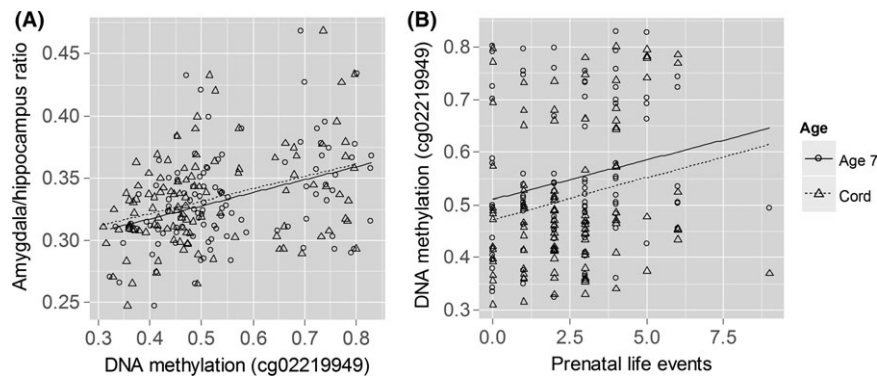 (A)
Amygdala/hippocampus ratio
0.45
0.40
0.35
0.30
0.25
0.3 0.4 0.5 0.6 0.7 0.8
DNA methylation (cg02219949)
(B)
DNA methylation (cg02219949)
0.8
0.7
0.6
0.5
0.4
0.3
0.0 2.5 5.0 7.5
Prenatal life events
Age
Age 7
Cord